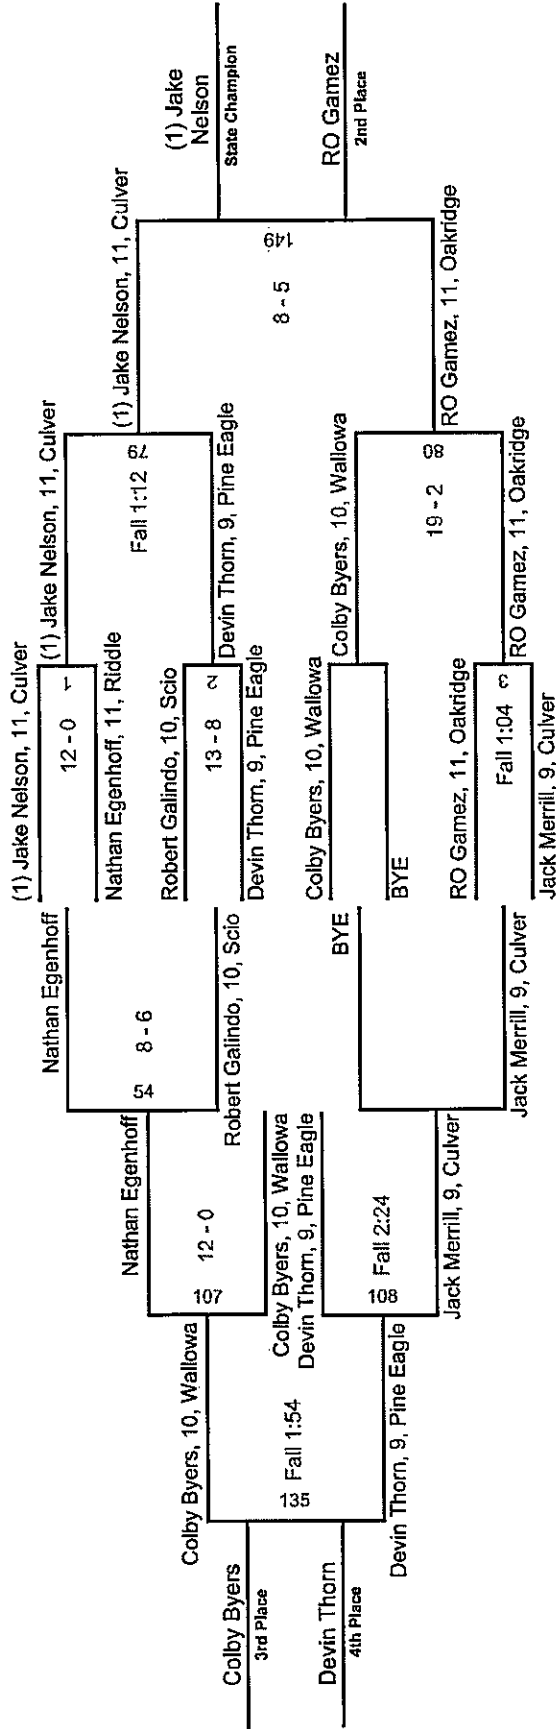 (1) Jake Nelson, 11, Culver
12 - 0
1
Nathan Egenhoff, 11, Riddle
Robert Galindo, 10, Scio
13 - 8
2
Devin Thorn, 9, Pine Eagle
Colby Byers, 10, Wallowa
BYE
RO Gamez, 11, Oakridge
Fall 1:04
3
Jack Merrill, 9, Culver
(1) Jake Nelson, 11, Culver
Fall 1:12
79
Devin Thorn, 9, Pine Eagle
Colby Byers, 10, Wallowa
19 - 2
80
RO Gamez, 11, Oakridge
(1) Jake Nelson, 11, Culver
8 - 5
149
RO Gamez, 11, Oakridge
(1) Jake
Nelson
State Champion
RO Gamez
2nd Place
Nathan Egenhoff
8 - 6
54
Robert Galindo, 10, Scio
BYE
Jack Merrill, 9, Culver
Nathan Egenhoff
12 - 0
107
Colby Byers, 10, Wallowa
Devin Thorn, 9, Pine Eagle
Fall 2:24
108
Jack Merrill, 9, Culver
Colby Byers, 10, Wallowa
Fall 1:54
135
Devin Thorn, 9, Pine Eagle
Colby Byers
3rd Place
Devin Thorn
4th Place